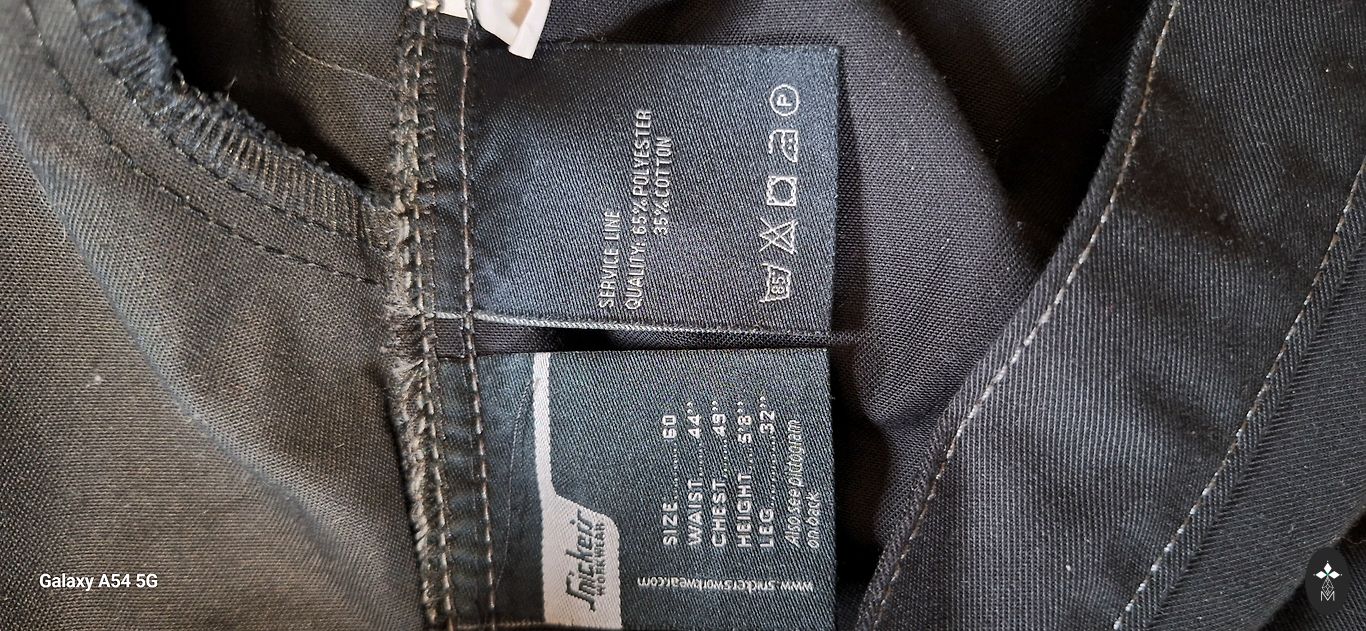 SERVICE LINE
QUALITY: 65% POLYESTER
35% COTTON
85
P
Snickers
WORKWEAR
SIZE..........60
WAIST.....44''
CHEST....49''
HEIGHT...5'8''
LEG..........32''
Also see pictogram
on back
www.snickersworkwear.com
Galaxy A54 5G
M